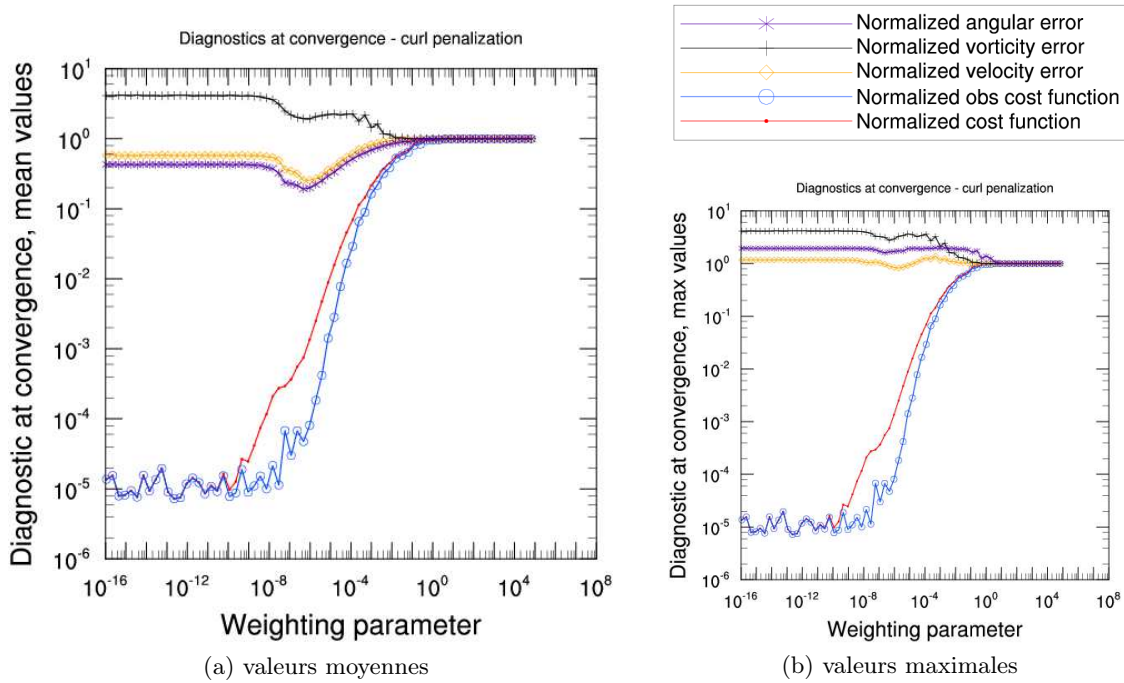 Diagnostics at convergence - curl penalization
Diagnostic at convergence, mean values
10^1
10^0
10^-1
10^-2
10^-3
10^-4
10^-5
10^-6
10^-16
10^-12
10^-8
10^-4
10^0
10^4
10^8
Weighting parameter
(a) valeurs moyennes
Normalized angular error
Normalized vorticity error
Normalized velocity error
Normalized obs cost function
Normalized cost function
Diagnostics at convergence - curl penalization
Diagnostic at convergence, max values
10^1
10^0
10^-1
10^-2
10^-3
10^-4
10^-5
10^-6
10^-16
10^-12
10^-8
10^-4
10^0
10^4
10^8
Weighting parameter
(b) valeurs maximales